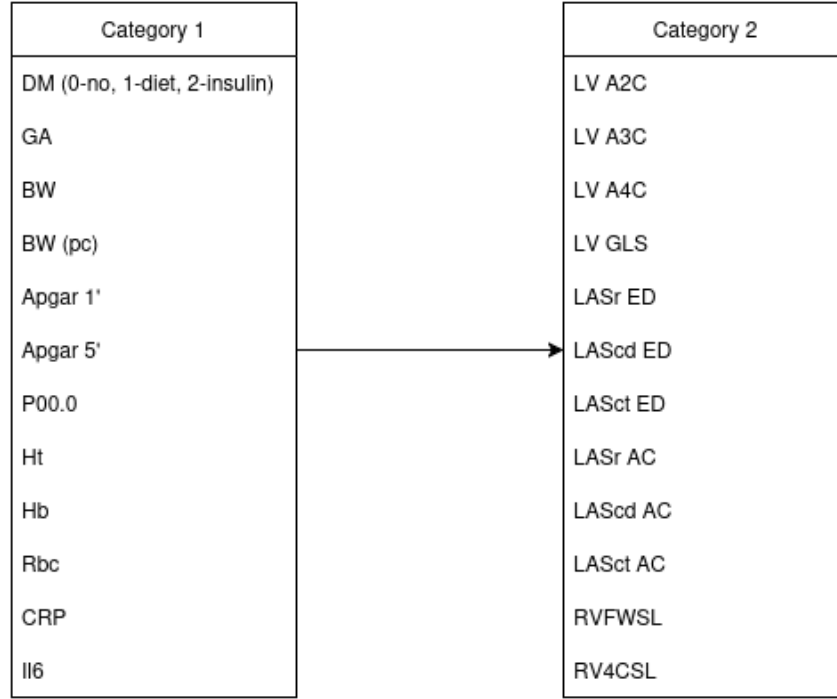 Category 1
DM (0-no, 1-diet, 2-insulin)
GA
BW
BW (pc)
Apgar 1'
Apgar 5'
P00.0
Ht
Hb
Rbc
CRP
Il6
Category 2
LV A2C
LV A3C
LV A4C
LV GLS
LASr ED
LAScd ED
LASct ED
LASr AC
LAScd AC
LASct AC
RVFWSL
RV4CSL